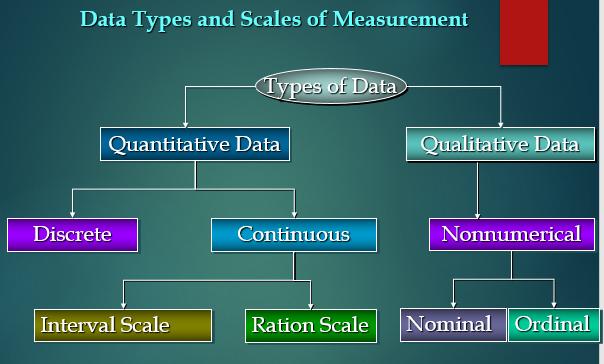 Data Types and Scales of Measurement
Types of Data
Quantitative Data
Qualitative Data
Discrete
Continuous
Nonnumerical
Interval Scale
Ration Scale
Nominal
Ordinal